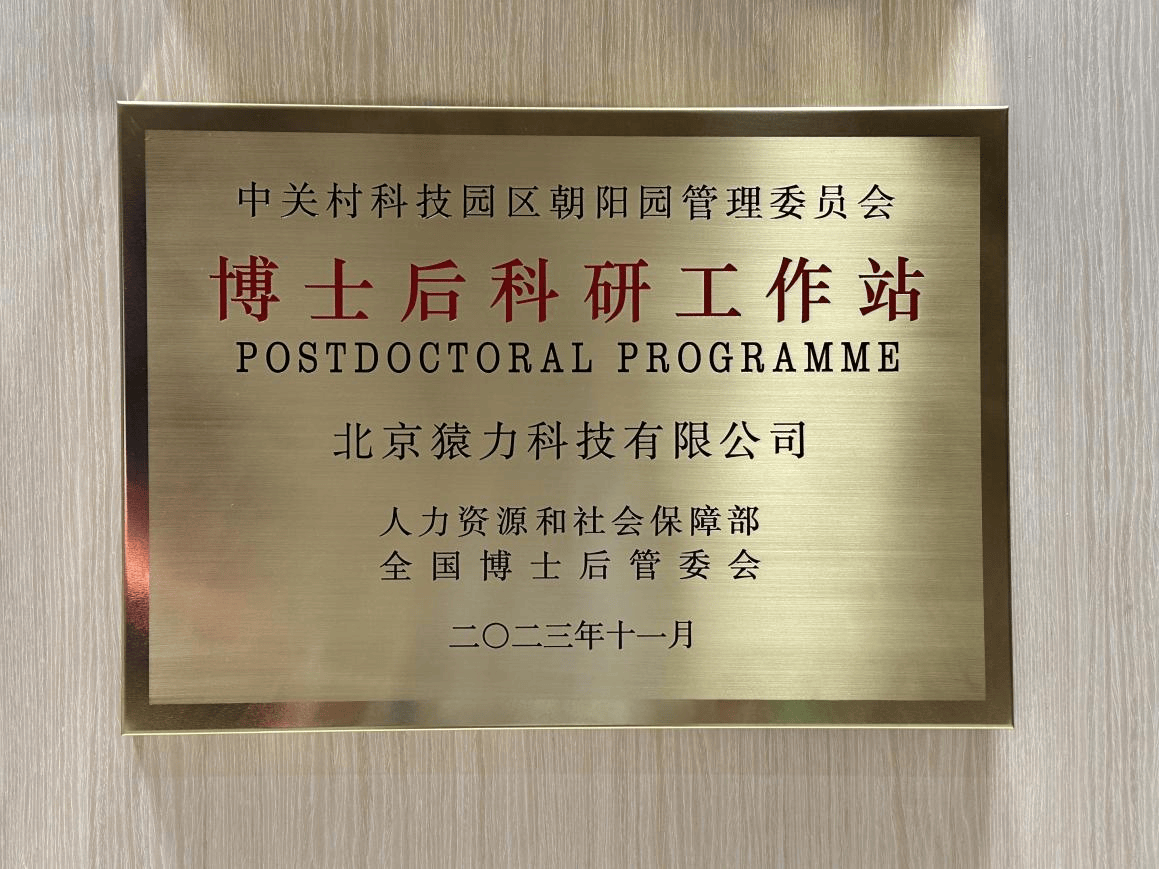 中关村科技园区朝阳园管理委员会
博士后科研工作站
POSTDOCTORAL PROGRAMME
北京猿力科技有限公司
人力资源和社会保障部
全国博士后管委会
二〇二三年十一月